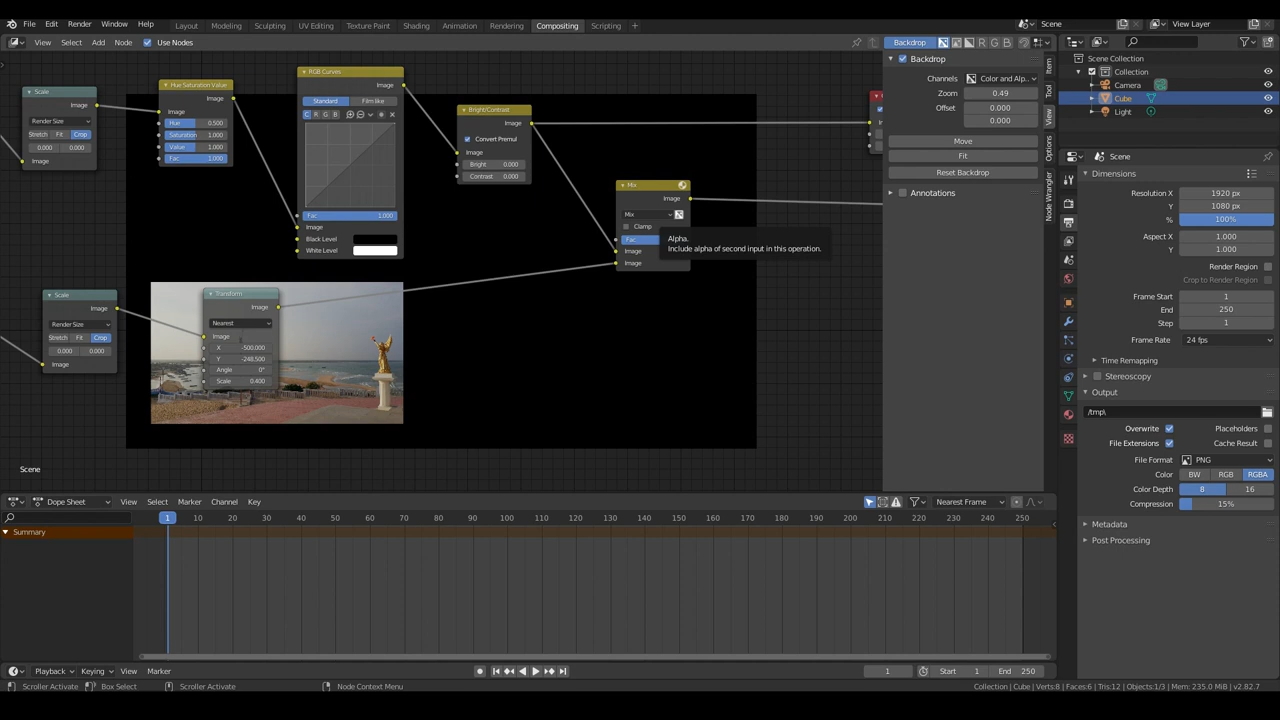 File Edit Render Window Help Layout Modeling Sculpting UV Editing Texture Paint Shading Animation Rendering Compositing Scripting Scene View Layer
View Select Add Node Use Nodes Backdrop R G B
Backdrop
Channels Color and Alp..
Zoom 0.49
Offset 0.000
0.000
Move
Fit
Reset Backdrop
Annotations
Item
Tool
View
Options
Node Wrangler
Scale
Image
Render Size
Stretch Fit Crop
0.000 0.000
Image
Hue Saturation Value
Image
Image
Hue 0.500
Saturation 1.000
Value 1.000
Fac 1.000
RGB Curves
Image
Standard Film like
C R G B
Fac 1.000
Image
Black Level
White Level
Bright/Contrast
Image
Convert Premul
Image
Bright 0.000
Contrast 0.000
Mix
Image
Mix
Clamp
Fac
Image
Image
Alpha.
Include alpha of second input in this operation.
Scale
Image
Render Size
Stretch Fit Crop
0.000 0.000
Image
Transform
Image
Nearest
Image
X -500.000
Y -248.500
Angle 0°
Scale 0.400
Scene
Scene Collection
Collection
Camera
Cube
Light
Scene
Dimensions
Resolution X 1920 px
Y 1080 px
% 100%
Aspect X 1.000
Y 1.000
Render Region
Crop to Render Region
Frame Start 1
End 250
Step 1
Frame Rate 24 fps
Time Remapping
Stereoscopy
Output
/tmp\
Overwrite Placeholders
File Extensions Cache Result
File Format PNG
Color BW RGB RGBA
Color Depth 8 16
Compression 15%
Metadata
Post Processing
Dope Sheet View Select Marker Channel Key Nearest Frame
1 10 20 30 40 50 60 70 80 90 100 110 120 130 140 150 160 170 180 190 200 210 220 230 240 250
Summary
Playback Keying View Marker 1 Start 1 End 250
Scroller Activate Box Select Scroller Activate Node Context Menu Collection | Cube | Verts:8 | Faces:6 | Tris:12 | Objects:1/3 | Mem: 235.0 MiB | v2.82.7